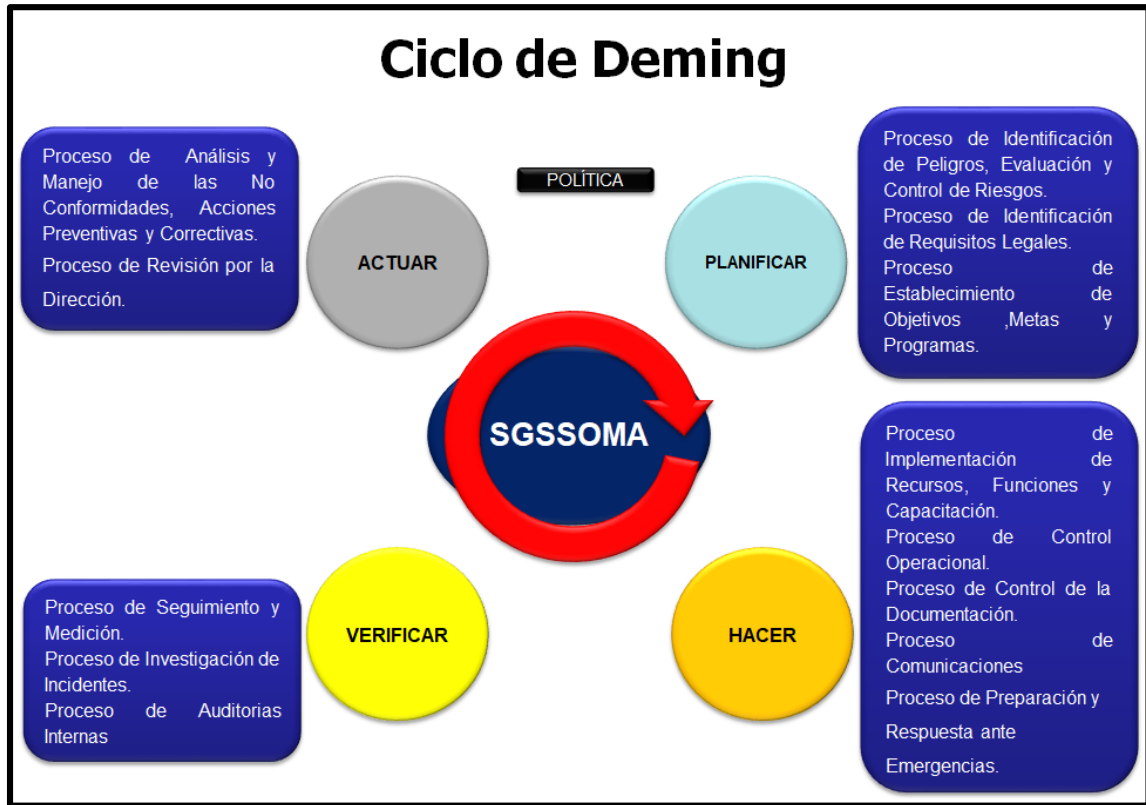 Ciclo de Deming
Proceso de Análisis y
Manejo de las No
Conformidades, Acciones
Preventivas y Correctivas.
Proceso de Revisión por la
Dirección.
ACTUAR
POLÍTICA
PLANIFICAR
Proceso de Identificación
de Peligros, Evaluación y
Control de Riesgos.
Proceso de Identificación
de Requisitos Legales.
Proceso de
Establecimiento de
Objetivos ,Metas y
Programas.
SGSSOMA
Proceso de Seguimiento y
Medición.
Proceso de Investigación de
Incidentes.
Proceso de Auditorias
Internas
VERIFICAR
HACER
Proceso de
Implementación de
Recursos, Funciones y
Capacitación.
Proceso de Control
Operacional.
Proceso de Control de la
Documentación.
Proceso de
Comunicaciones
Proceso de Preparación y
Respuesta ante
Emergencias.